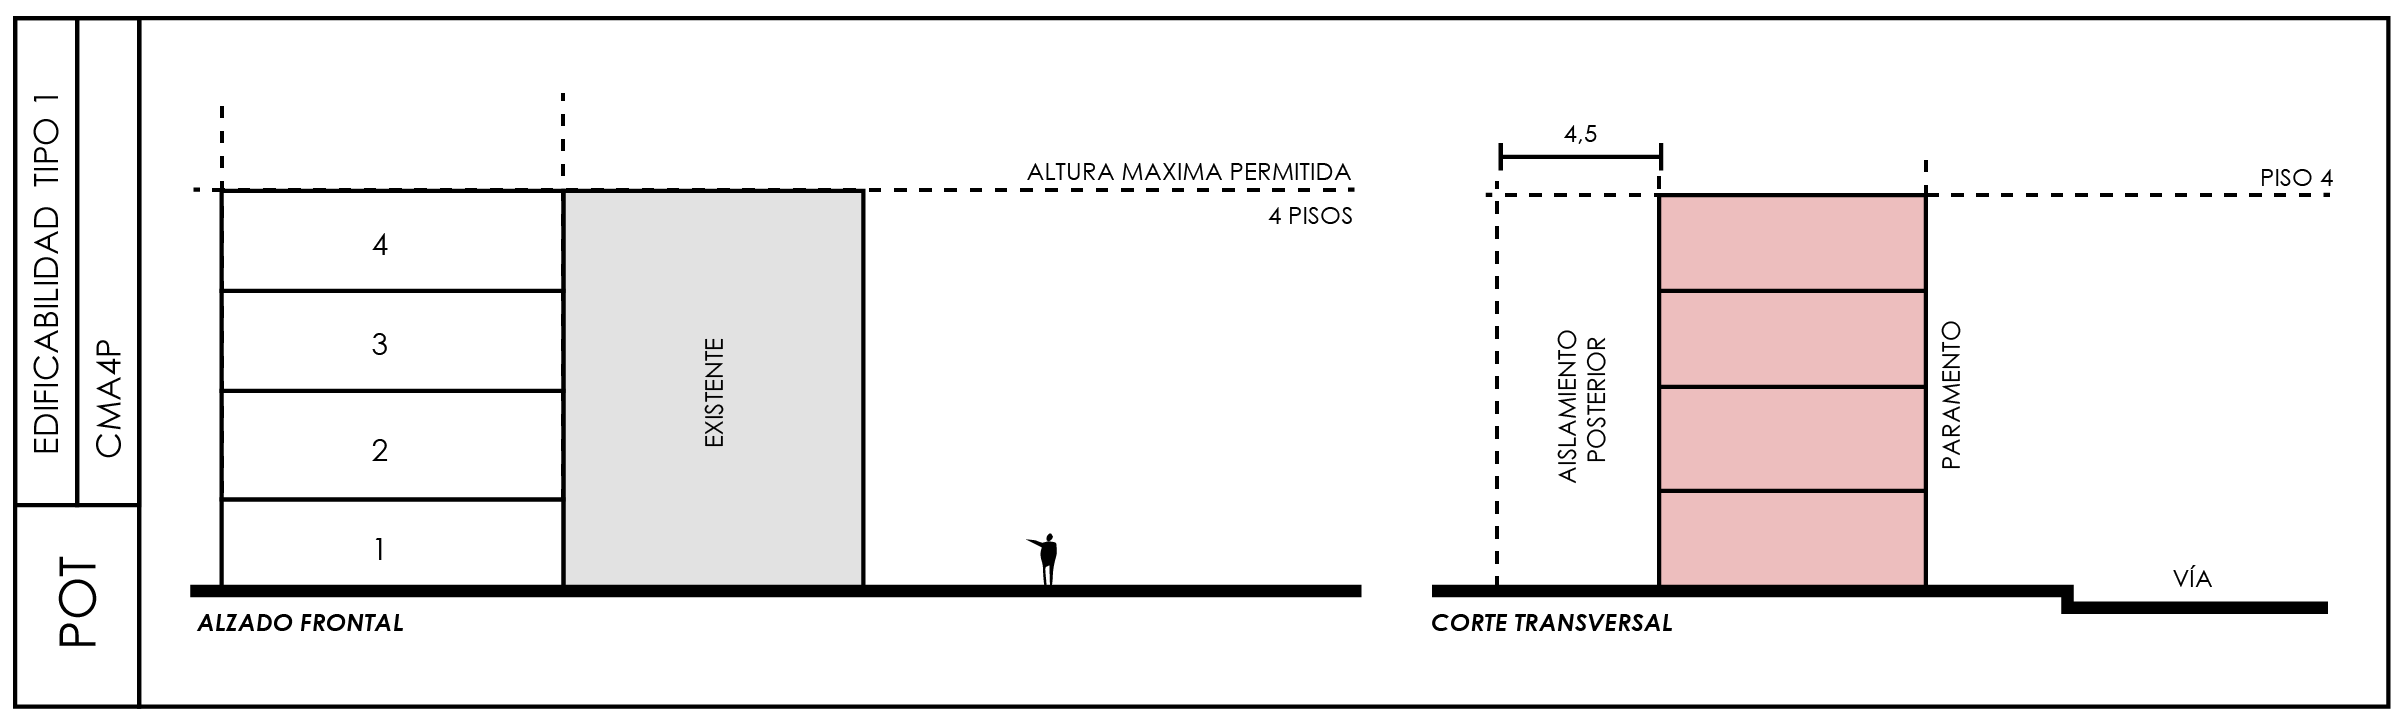 EDIFICABILIDAD TIPO 1
CMA4P
POT
ALTURA MAXIMA PERMITIDA
4 PISOS
4
3
2
1
EXISTENTE
ALZADO FRONTAL
4,5
PISO 4
AISLAMIENTO
POSTERIOR
PARAMENTO
VÍA
CORTE TRANSVERSAL